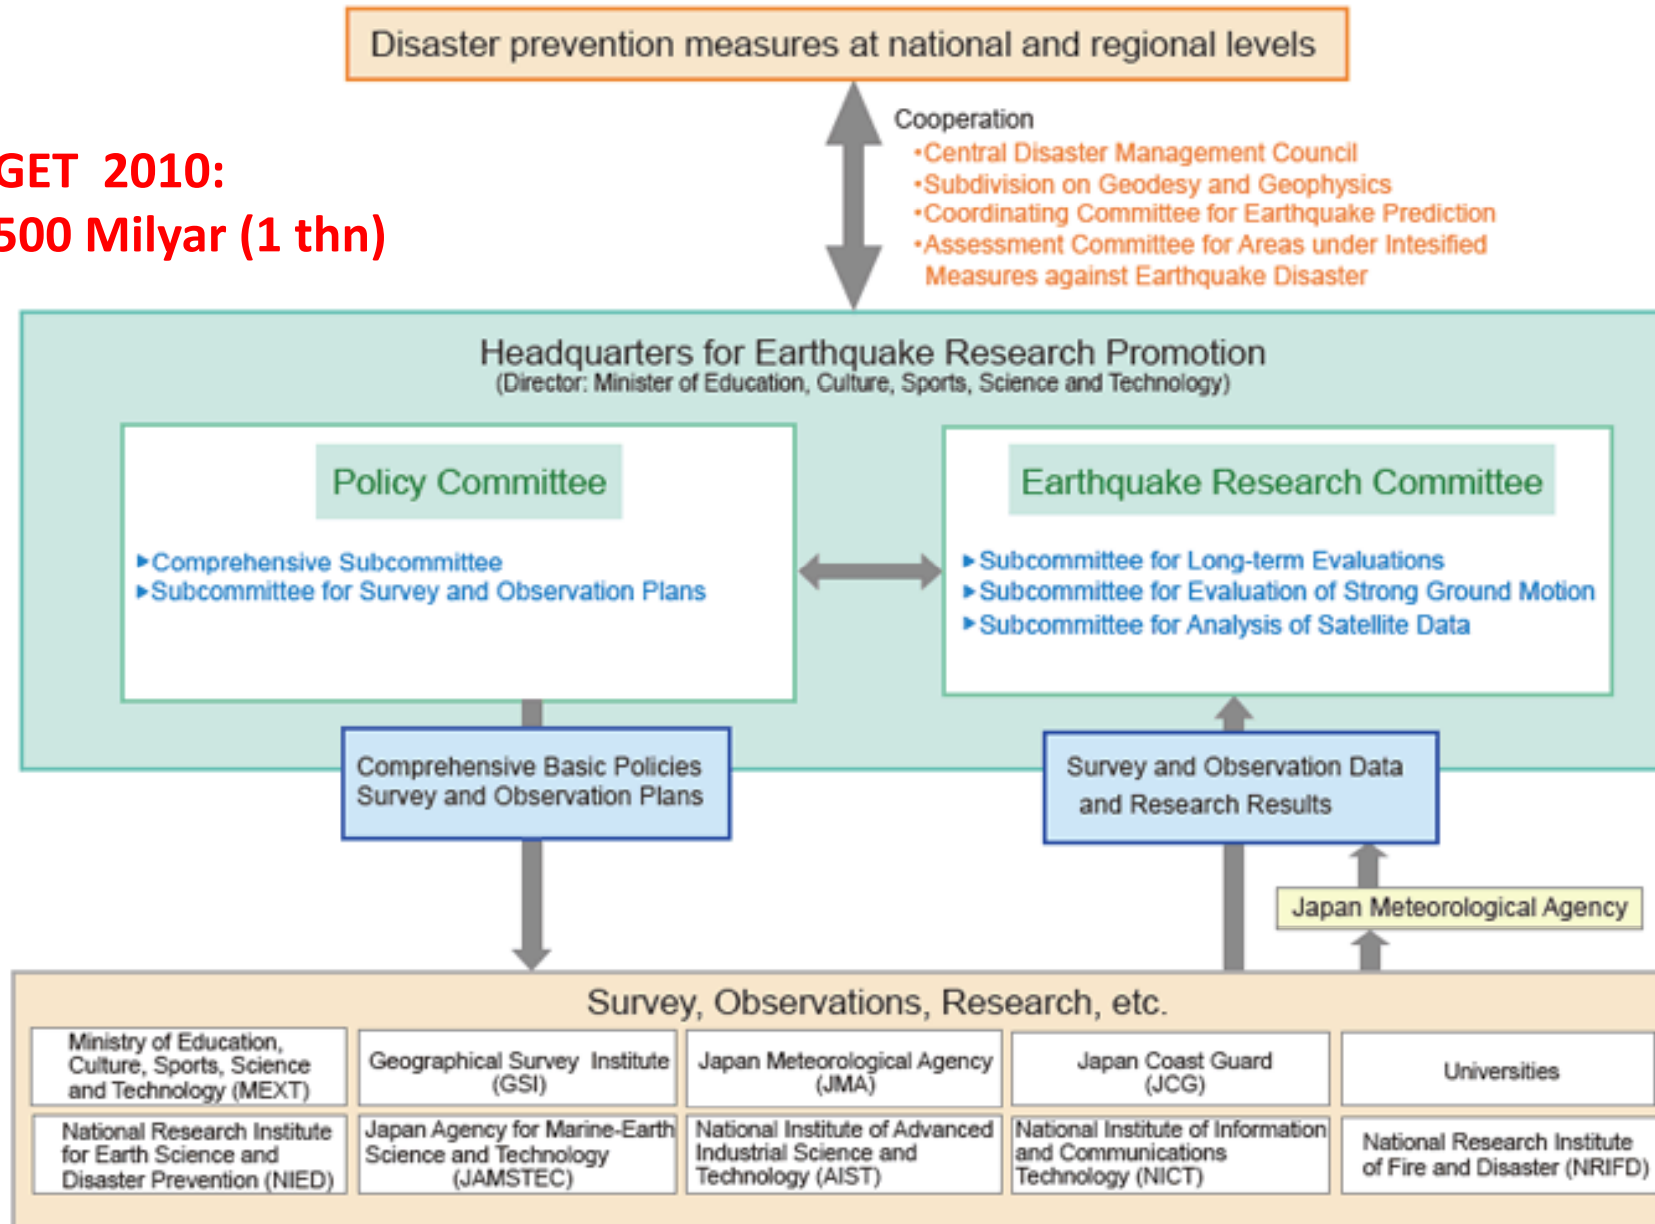 Disaster prevention measures at national and regional levels
GET 2010:
500 Milyar (1 thn)
Cooperation
•Central Disaster Management Council
•Subdivision on Geodesy and Geophysics
•Coordinating Committee for Earthquake Prediction
•Assessment Committee for Areas under Intesified
Measures against Earthquake Disaster
Headquarters for Earthquake Research Promotion
(Director: Minister of Education, Culture, Sports, Science and Technology)
Policy Committee
▶Comprehensive Subcommittee
▶Subcommittee for Survey and Observation Plans
Earthquake Research Committee
▶Subcommittee for Long-term Evaluations
▶Subcommittee for Evaluation of Strong Ground Motion
▶Subcommittee for Analysis of Satellite Data
Comprehensive Basic Policies
Survey and Observation Plans
Survey and Observation Data
and Research Results
Japan Meteorological Agency
Survey, Observations, Research, etc.
Ministry of Education,
Culture, Sports, Science
and Technology (MEXT)
Geographical Survey Institute
(GSI)
Japan Meteorological Agency
(JMA)
Japan Coast Guard
(JCG)
Universities
National Research Institute
for Earth Science and
Disaster Prevention (NIED)
Japan Agency for Marine-Earth
Science and Technology
(JAMSTEC)
National Institute of Advanced
Industrial Science and
Technology (AIST)
National Institute of Information
and Communications
Technology (NICT)
National Research Institute
of Fire and Disaster (NRIFD)